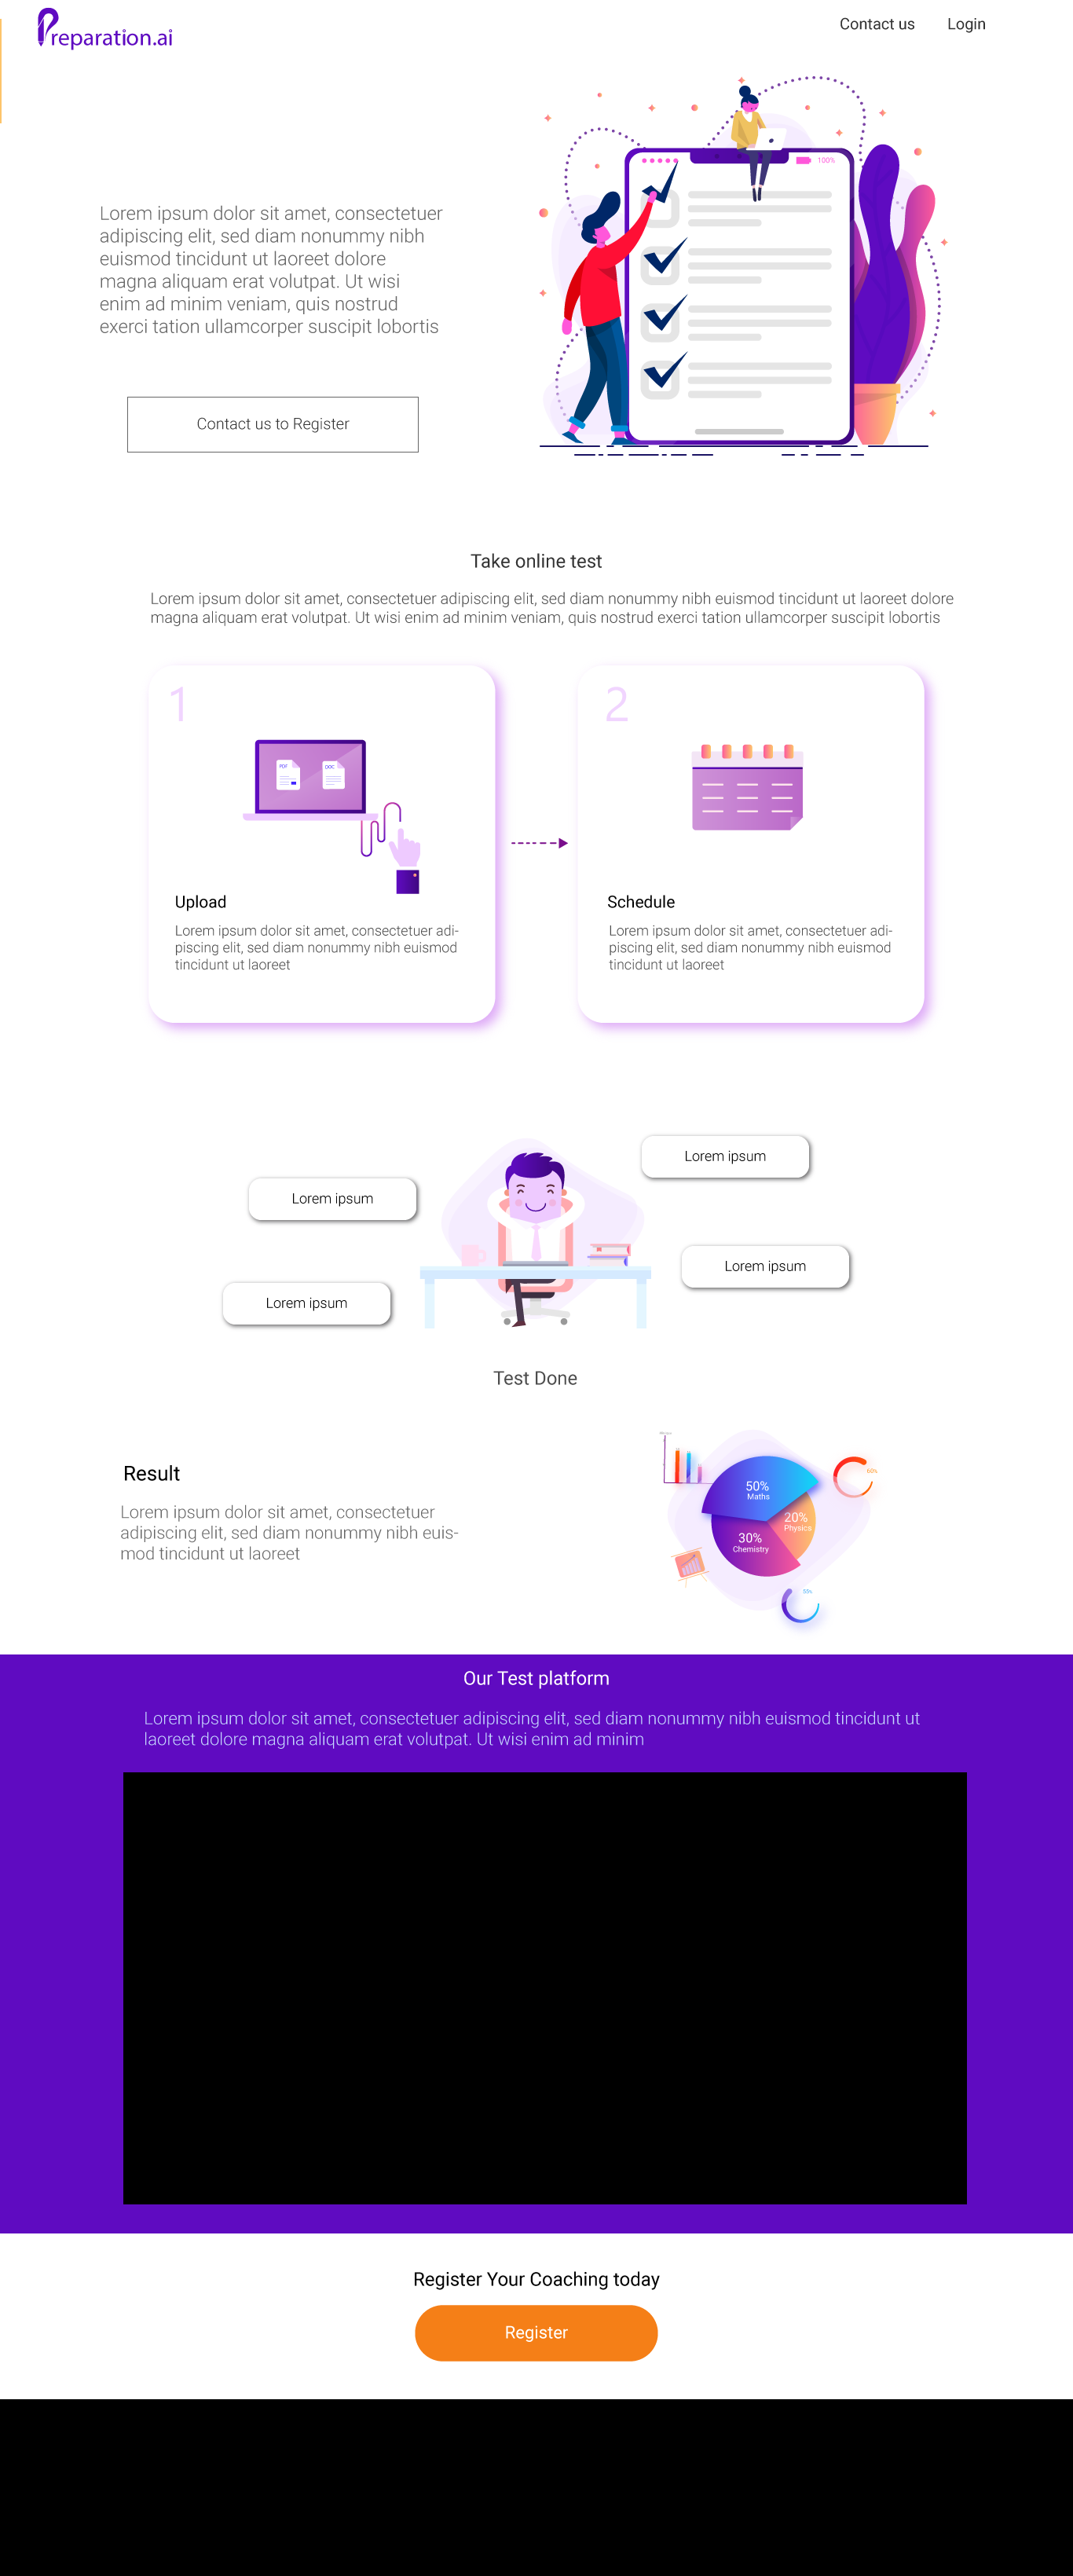 Preparation.ai
Contact us
Login
100%
Lorem ipsum dolor sit amet, consectetuer
adipiscing elit, sed diam nonummy nibh
euismod tincidunt ut laoreet dolore
magna aliquam erat volutpat. Ut wisi
enim ad minim veniam, quis nostrud
exerci tation ullamcorper suscipit lobortis
Contact us to Register
Take online test
Lorem ipsum dolor sit amet, consectetuer adipiscing elit, sed diam nonummy nibh euismod tincidunt ut laoreet dolore
magna aliquam erat volutpat. Ut wisi enim ad minim veniam, quis nostrud exerci tation ullamcorper suscipit lobortis
1
PDF
DOC
Upload
Lorem ipsum dolor sit amet, consectetuer adi-
piscing elit, sed diam nonummy nibh euismod
tincidunt ut laoreet
2
Schedule
Lorem ipsum dolor sit amet, consectetuer adi-
piscing elit, sed diam nonummy nibh euismod
tincidunt ut laoreet
Lorem ipsum
Lorem ipsum
Lorem ipsum
Lorem ipsum
Test Done
Result
Lorem ipsum dolor sit amet, consectetuer
adipiscing elit, sed diam nonummy nibh euis-
mod tincidunt ut laoreet
50%
Maths
20%
Physics
30%
Chemistry
60%
55%
Our Test platform
Lorem ipsum dolor sit amet, consectetuer adipiscing elit, sed diam nonummy nibh euismod tincidunt ut
laoreet dolore magna aliquam erat volutpat. Ut wisi enim ad minim
Register Your Coaching today
Register